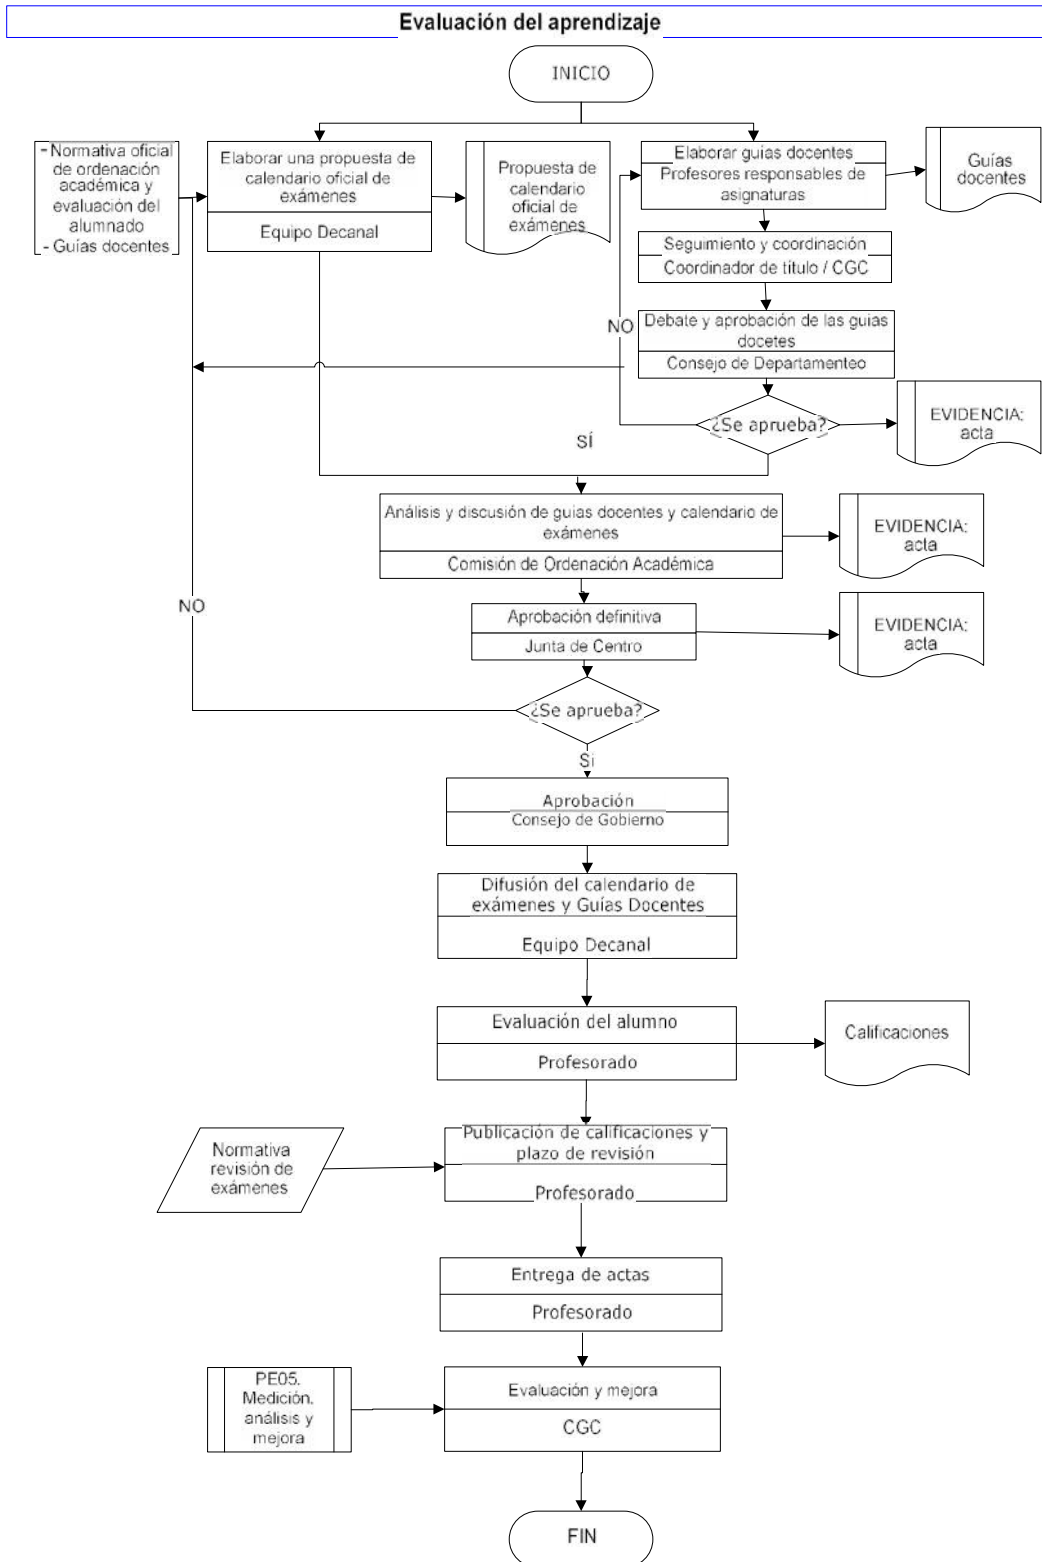 Evaluación del aprendizaje
INICIO
- Normativa oficial
de ordenación
académica y
evaluación del
alumnado
- Guías docentes
Elaborar una propuesta de
calendario oficial de
exámenes
Equipo Decanal
Propuesta de
calendario
oficial de
exámenes
Elaborar guías docentes
Profesores responsables de
asignaturas
Guías
docentes
Seguimiento y coordinación
Coordinador de título / CGC
NO
Debate y aprobación de las guias
docetes
Consejo de Departamenteo
¿Se aprueba?
EVIDENCIA:
acta
SÍ
Análisis y discusión de guias docentes y calendario de
exámenes
Comisión de Ordenación Académica
EVIDENCIA:
acta
NO
Aprobación definitiva
Junta de Centro
EVIDENCIA:
acta
¿Se aprueba?
Si
Aprobación
Consejo de Gobierno
Difusión del calendario de
exámenes y Guías Docentes
Equipo Decanal
Evaluación del alumno
Profesorado
Calificaciones
Normativa
revisión de
exámenes
Publicación de calificaciones y
plazo de revisión
Profesorado
Entrega de actas
Profesorado
PE05.
Medición.
análisis y
mejora
Evaluación y mejora
CGC
FIN